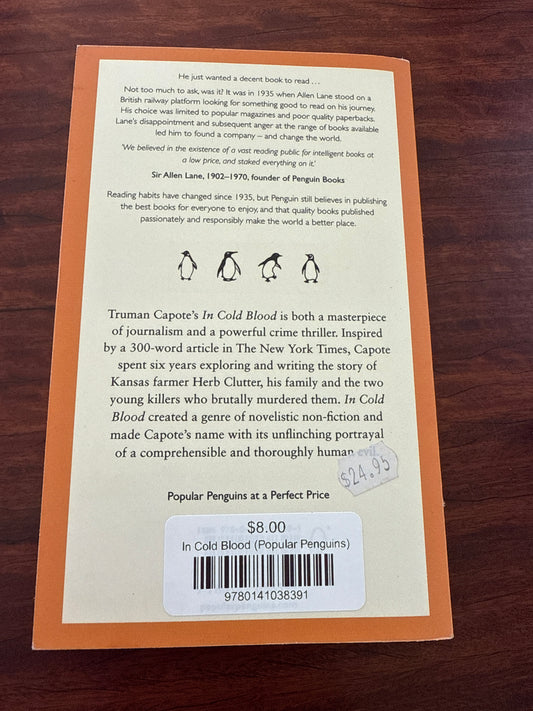 He just wanted a decent book to read . . .
Not too much to ask, was it? It was in 1935 when Allen Lane stood on a
British railway platform looking for something good to read on his journey.
His choice was limited to popular magazines and poor quality paperbacks.
Lane's disappointment and subsequent anger at the range of books available
led him to found a company – and change the world.
'We believed in the existence of a vast reading public for intelligent books at
a low price, and staked everything on it.'
Sir Allen Lane, 1902–1970, founder of Penguin Books
Reading habits have changed since 1935, but Penguin still believes in publishing
the best books for everyone to enjoy, and that quality books published
passionately and responsibly make the world a better place.
Truman Capote's In Cold Blood is both a masterpiece
of journalism and a powerful crime thriller. Inspired
by a 300-word article in The New York Times, Capote
spent six years exploring and writing the story of
Kansas farmer Herb Clutter, his family and the two
young killers who brutally murdered them. In Cold
Blood created a genre of novelistic non-fiction and
made Capote's name with its unflinching portrayal
of a comprehensible and thoroughly human evil.
$24.95
Popular Penguins at a Perfect Price
$8.00
In Cold Blood (Popular Penguins)
9780141038391